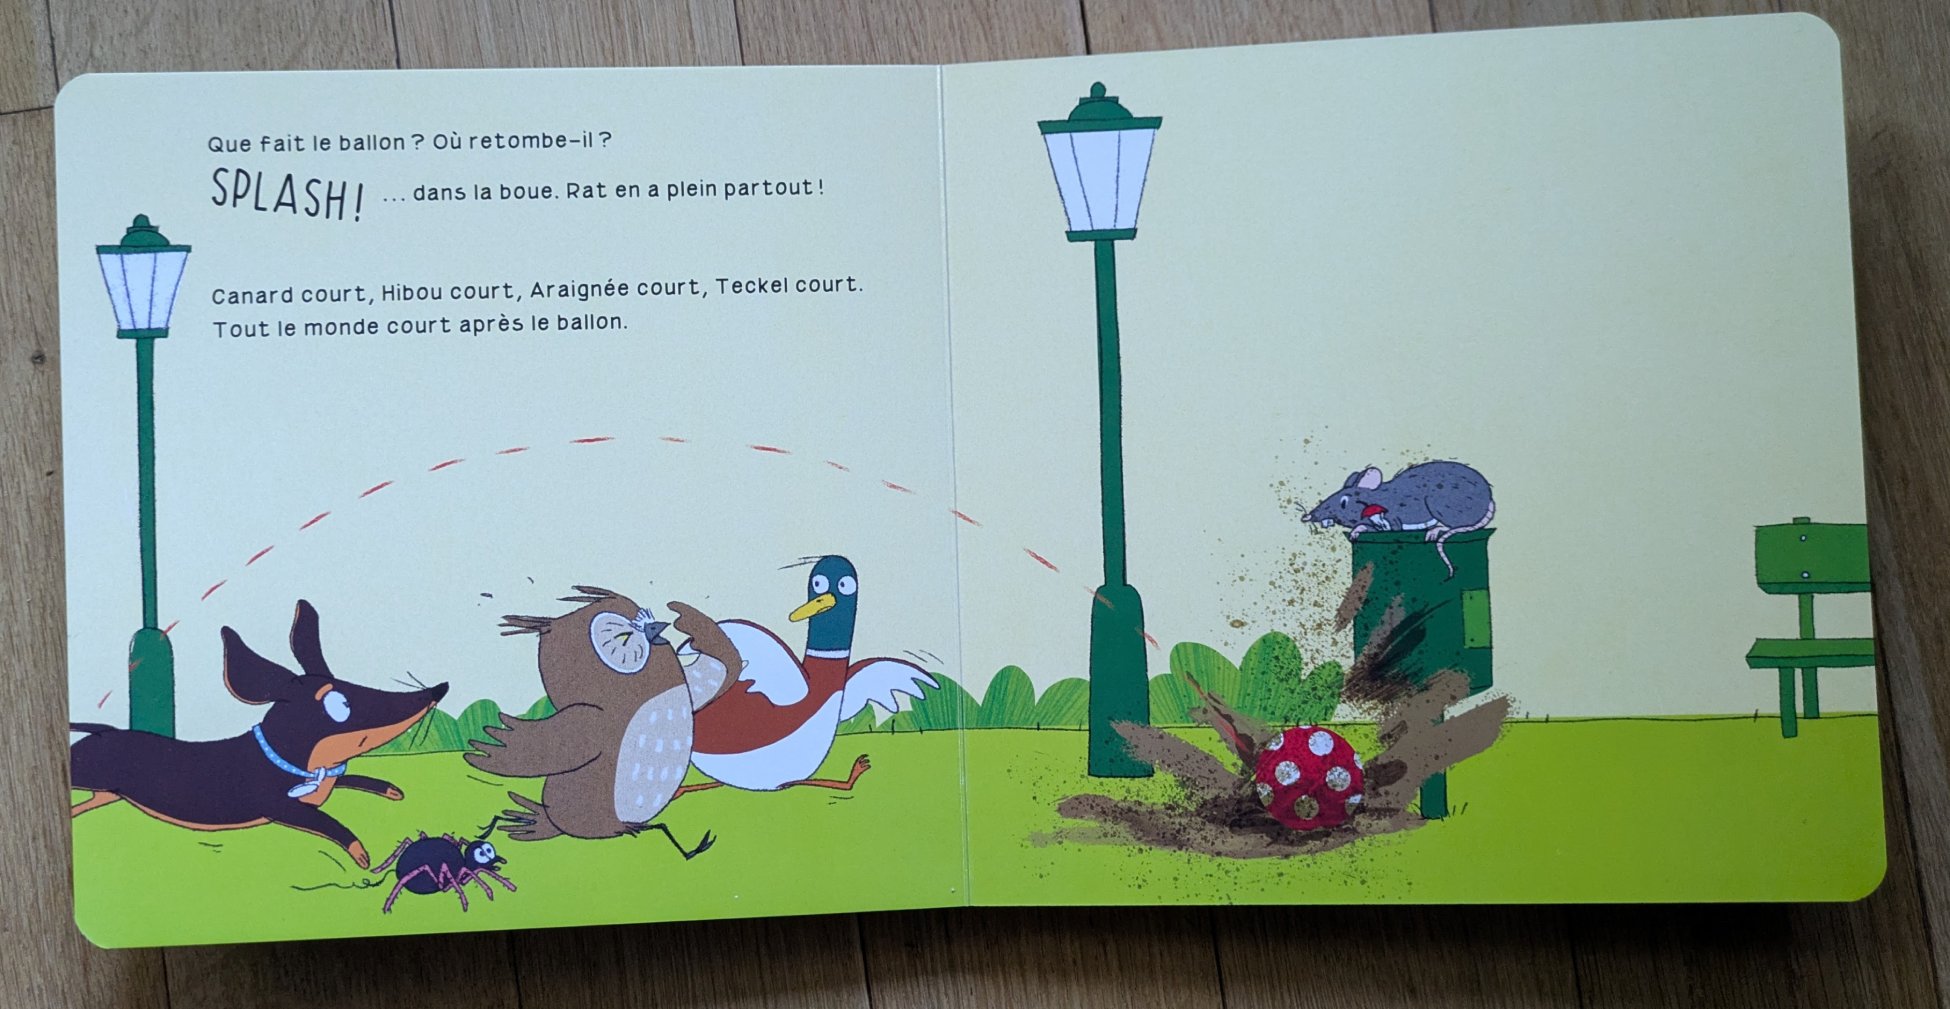 Que fait le ballon ? Où retombe-il ?
SPLASH! ... dans la boue. Rat en a plein partout !
Canard court, Hibou court, Araignée court, Teckel court.
Tout le monde court après le ballon.